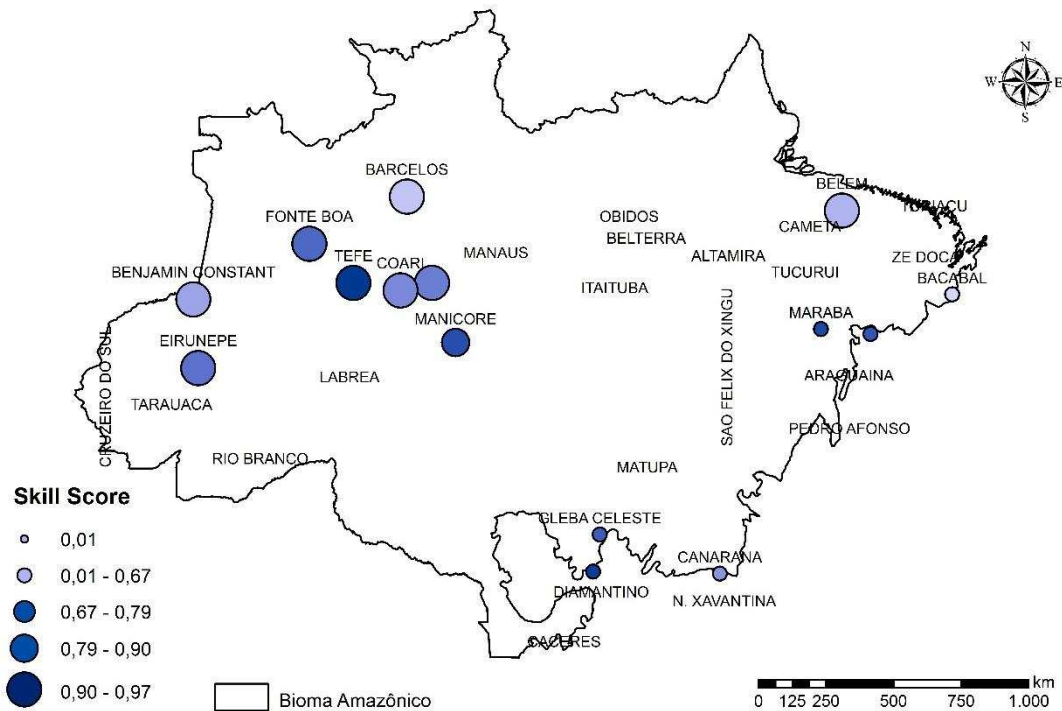 N
W E
S
BARCELOS
BELEM
TURIACU
FONTE BOA
OBIDOS
CAMETA
BELTERRA
TEFE
COARI
MANAUS
ALTAMIRA
ZE DOCA
BENJAMIN CONSTANT
TUCURUI
BACABAL
ITAITUBA
MANICORE
MARABA
EIRUNEPE
CRUZEIRO DO SUL
LABREA
SAO FELIX DO XINGU
ARAGUAINA
TARAUACA
PEDRO AFONSO
RIO BRANCO
MATUPA
Skill Score
0,01
0,01 - 0,67
0,67 - 0,79
0,79 - 0,90
0,90 - 0,97
GLEBA CELESTE
CANARANA
DIAMANTINO
N. XAVANTINA
CACERES
Bioma Amazônico
km
0 125 250 500 750 1.000